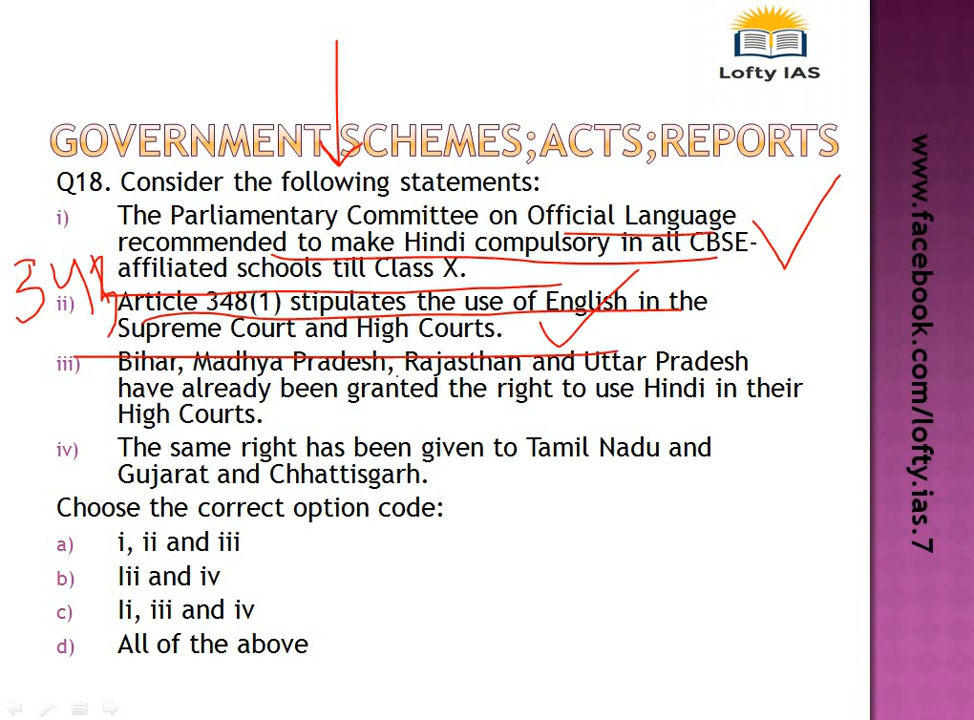 Lofty IAS
GOVERNMENT SCHEMES;ACTS;REPORTS
Q18. Consider the following statements:
i) The Parliamentary Committee on Official Language
recommended to make Hindi compulsory in all CBSE-
affiliated schools till Class X.
ii) Article 348(1) stipulates the use of English in the
Supreme Court and High Courts.
iii) Bihar, Madhya Pradesh, Rajasthan and Uttar Pradesh
have already been granted the right to use Hindi in their
High Courts.
iv) The same right has been given to Tamil Nadu and
Gujarat and Chhattisgarh.
Choose the correct option code:
a) i, ii and iii
b) Iii and iv
c) Ii, iii and iv
d) All of the above
www.facebook.com/lofty.ias.7